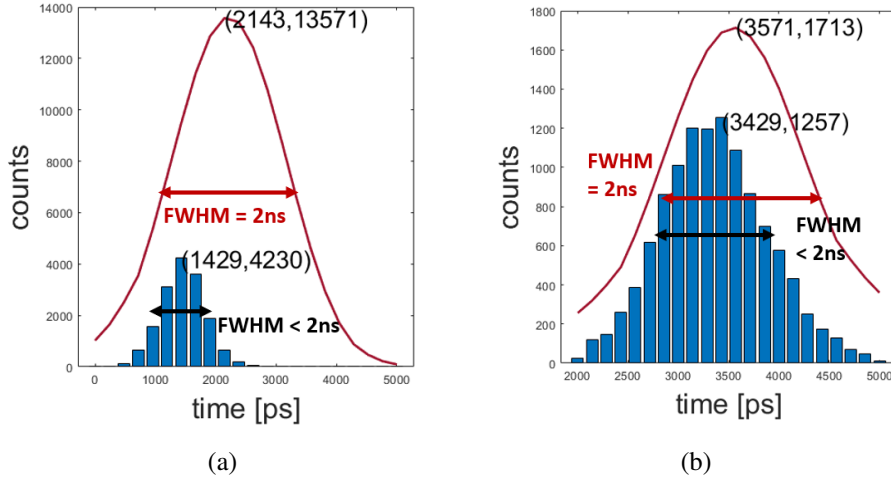 (2143,13571)
14000
12000
10000
8000
6000
4000
2000
0
counts
FWHM = 2ns
(1429,4230)
FWHM < 2ns
0 1000 2000 3000 4000 5000
time [ps]
(a)
(3571,1713)
1800
1600
1400
1200
1000
800
600
400
200
0
counts
(3429,1257)
FWHM
= 2ns
FWHM
< 2ns
2000 2500 3000 3500 4000 4500 5000
time [ps]
(b)